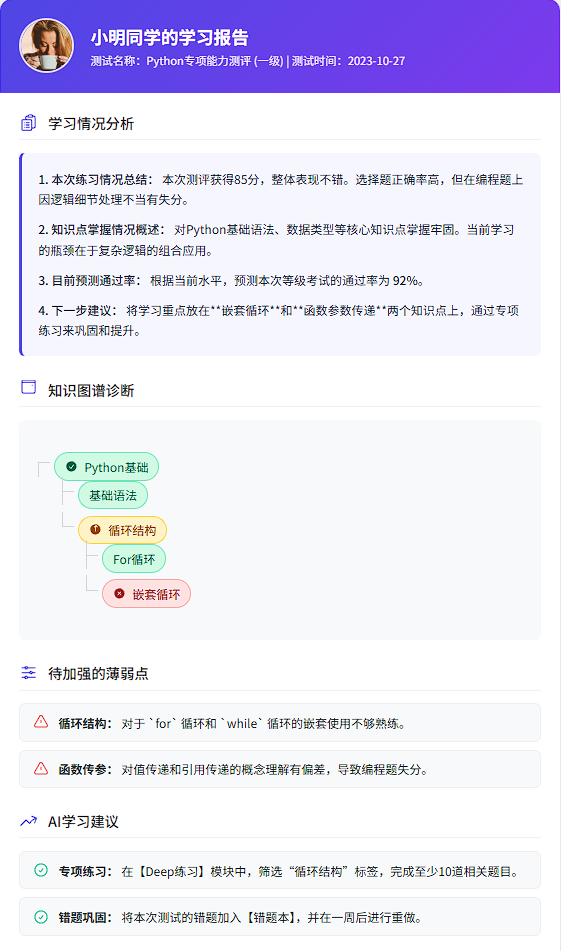 小明同学的学习报告
测试名称：Python专项能力测评 (一级) | 测试时间：2023-10-27
学习情况分析
1. 本次练习情况总结： 本次测评获得85分，整体表现不错。选择题正确率高，但在编程题上
因逻辑细节处理不当有失分。
2. 知识点掌握情况概述： 对Python基础语法、数据类型等核心知识点掌握牢固。当前学习
的瓶颈在于复杂逻辑的组合应用。
3. 目前预测通过率： 根据当前水平，预测本次等级考试的通过率为 92%。
4. 下一步建议： 将学习重点放在**嵌套循环**和**函数参数传递**两个知识点上，通过专项
练习来巩固和提升。
知识图谱诊断
Python基础
基础语法
循环结构
For循环
嵌套循环
待加强的薄弱点
循环结构： 对于 `for` 循环和 `while` 循环的嵌套使用不够熟练。
函数传参： 对值传递和引用传递的概念理解有偏差，导致编程题失分。
AI学习建议
专项练习： 在【Deep练习】模块中，筛选“循环结构”标签，完成至少10道相关题目。
错题巩固： 将本次测试的错题加入【错题本】，并在一周后进行重做。